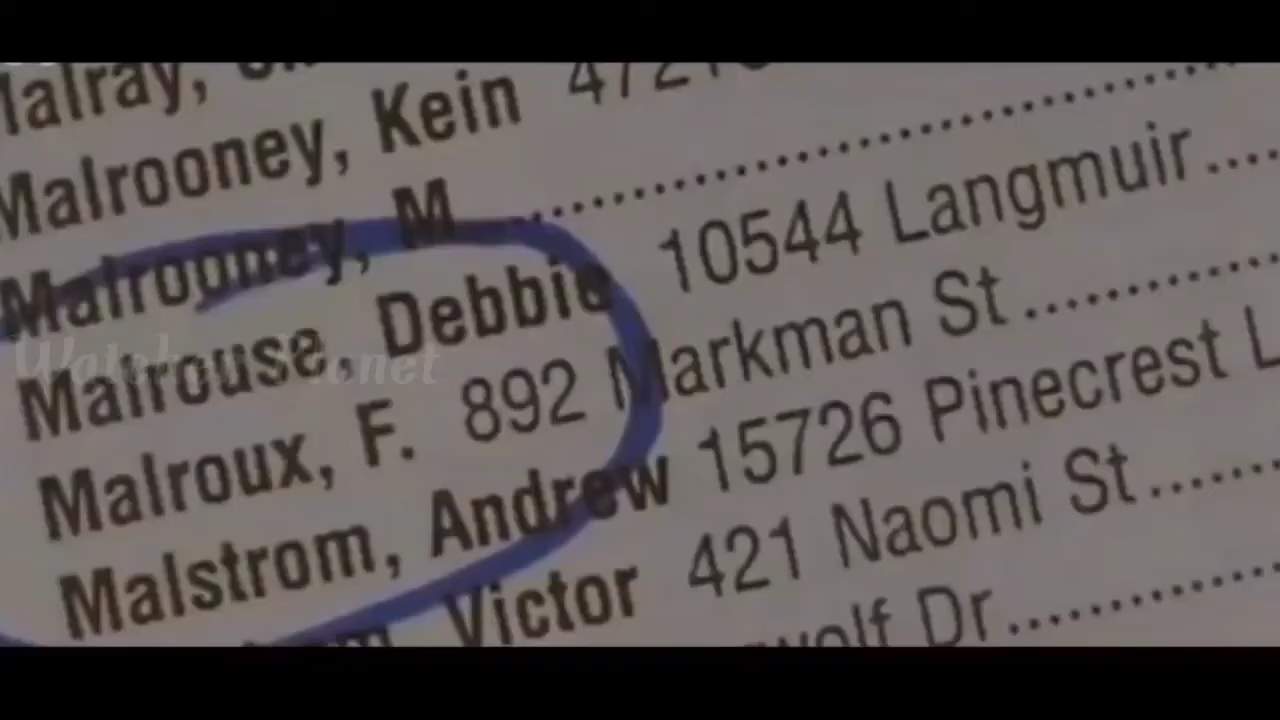 Malray,
Malrooney, Kein
Malrooney, M
Malrouse, Debbie 10544 Langmuir
Malroux, F. 892 Markman St
Malstrom, Andrew 15726 Pinecrest L
Victor 421 Naomi St
Dr